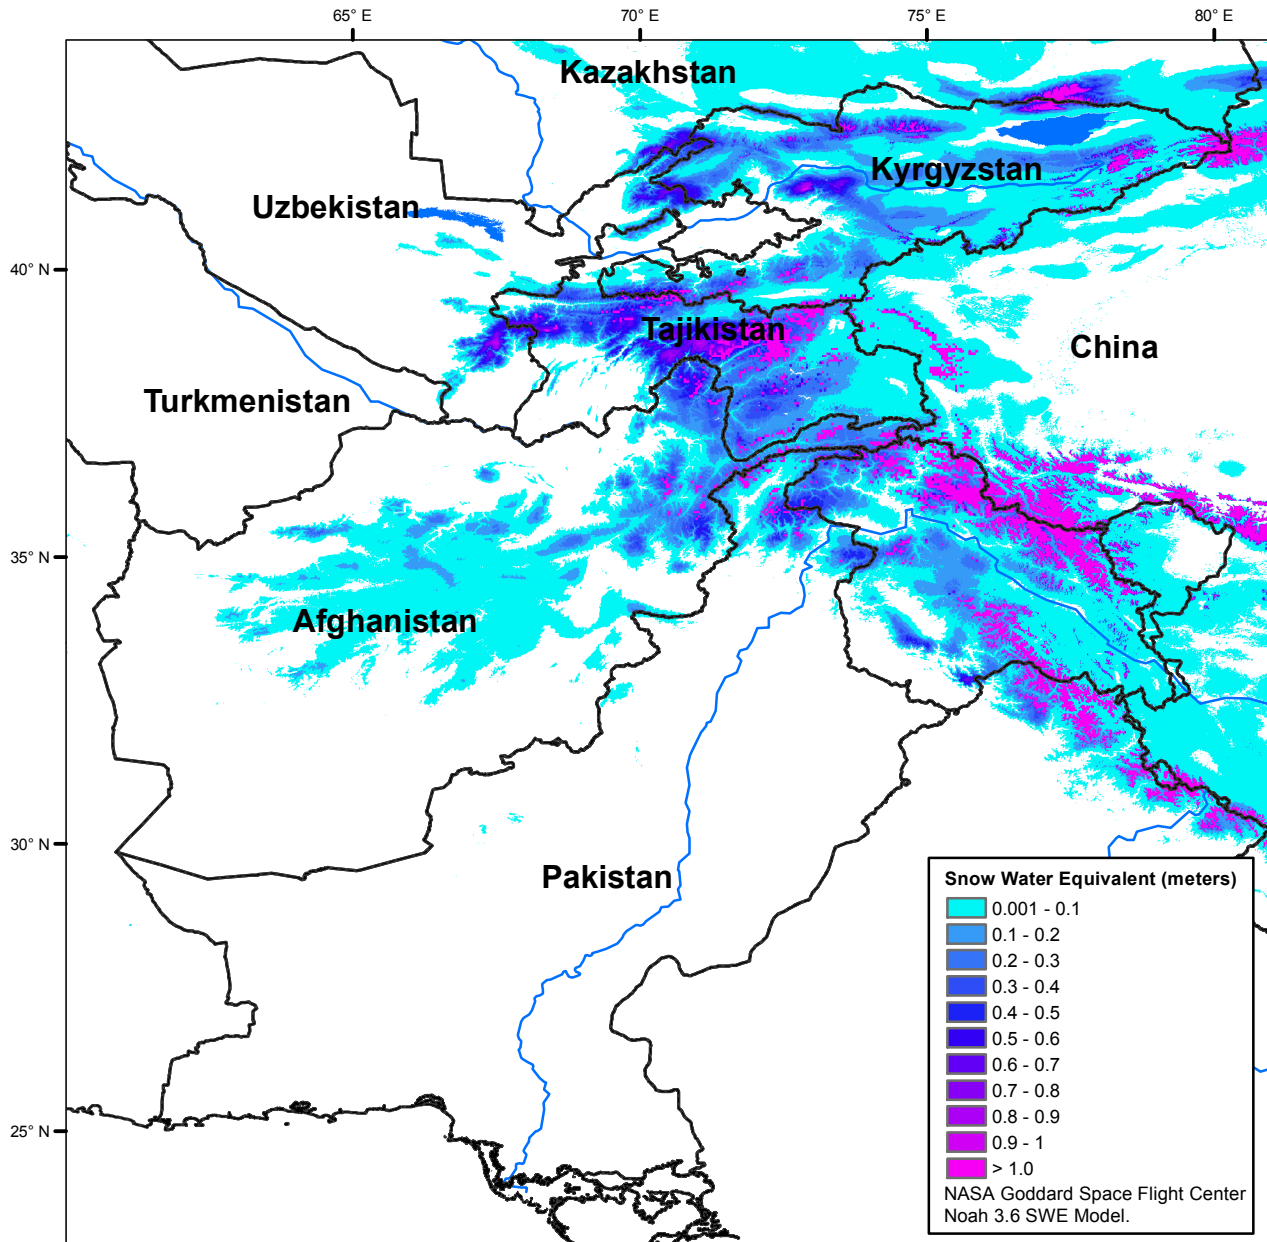 65° E
70° E
75° E
80° E
Kazakhstan
Kyrgyzstan
Uzbekistan
40° N
Tajikistan
China
Turkmenistan
35° N
Afghanistan
30° N
Pakistan
25° N
Snow Water Equivalent (meters)
0.001 - 0.1
0.1 - 0.2
0.2 - 0.3
0.3 - 0.4
0.4 - 0.5
0.5 - 0.6
0.6 - 0.7
0.7 - 0.8
0.8 - 0.9
0.9 - 1
> 1.0
NASA Goddard Space Flight Center
Noah 3.6 SWE Model.